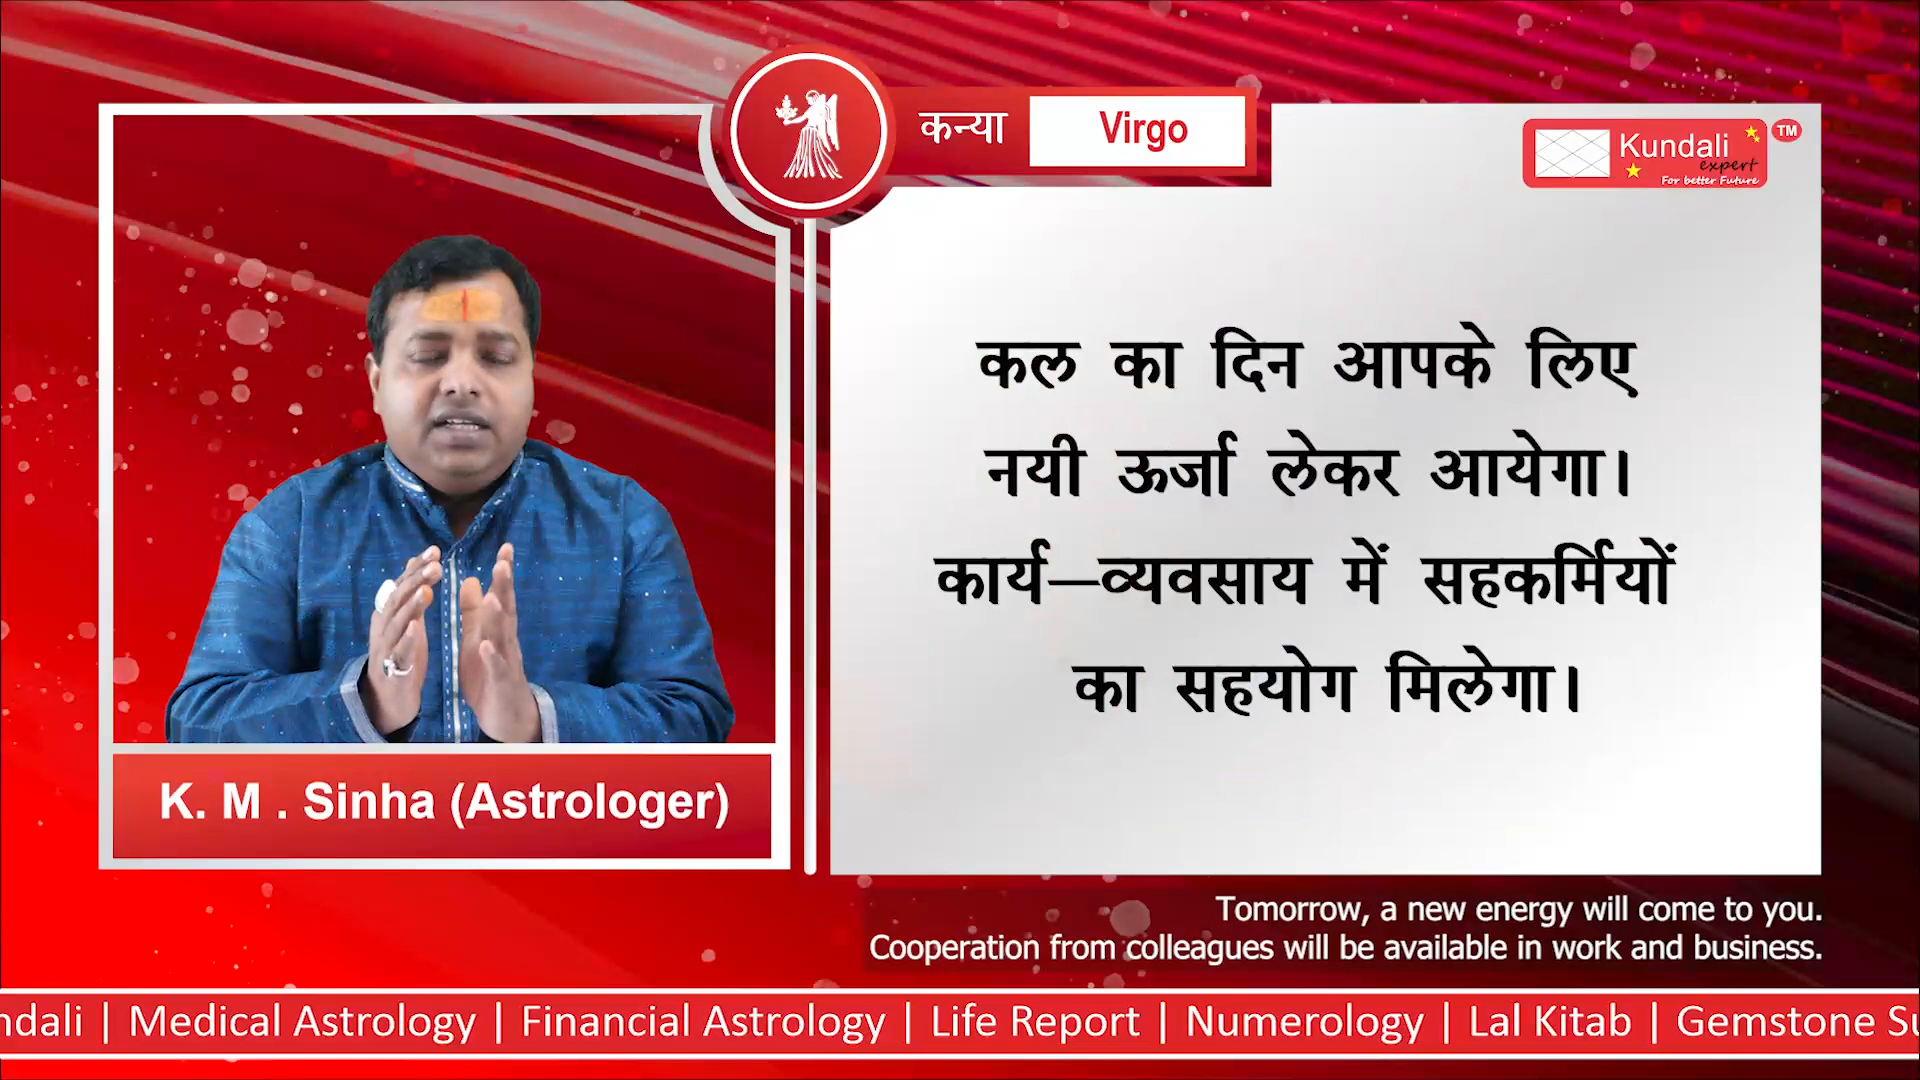 कन्या
Virgo
Kundali
expert
For better Future
TM
कल का दिन आपके लिए
नयी ऊर्जा लेकर आयेगा।
कार्य–व्यवसाय में सहकर्मियों
का सहयोग मिलेगा।
K. M . Sinha (Astrologer)
Tomorrow, a new energy will come to you.
Cooperation from colleagues will be available in work and business.
ndali | Medical Astrology | Financial Astrology | Life Report | Numerology | Lal Kitab | Gemstone Su